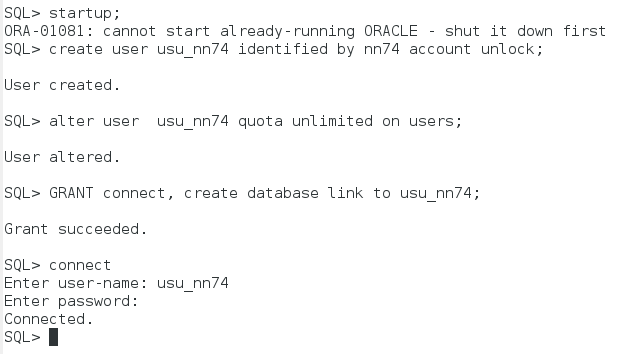 SQL> startup;
ORA-01081: cannot start already-running ORACLE - shut it down first
SQL> create user usu_nn74 identified by nn74 account unlock;
User created.
SQL> alter user  usu_nn74 quota unlimited on users;
User altered.
SQL> GRANT connect, create database link to usu_nn74;
Grant succeeded.
SQL> connect
Enter user-name: usu_nn74
Enter password:
Connected.
SQL>